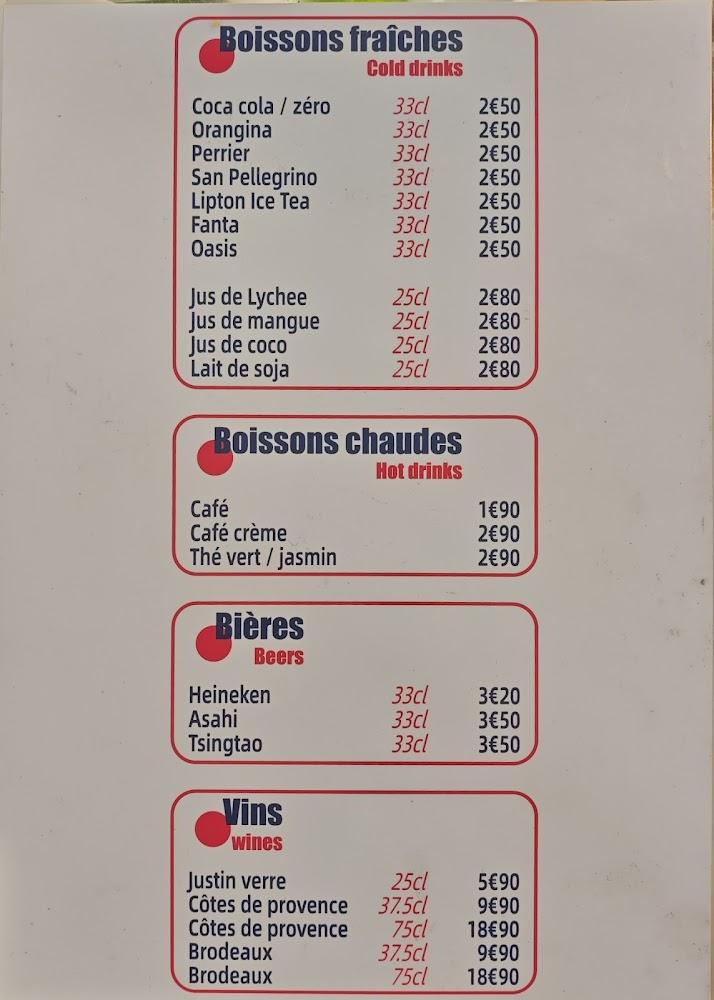 Boissons fraîches
Cold drinks
Coca cola / zéro 33cl 2€50
Orangina 33cl 2€50
Perrier 33cl 2€50
San Pellegrino 33cl 2€50
Lipton Ice Tea 33cl 2€50
Fanta 33cl 2€50
Oasis 33cl 2€50
Jus de Lychee 25cl 2€80
Jus de mangue 25cl 2€80
Jus de coco 25cl 2€80
Lait de soja 25cl 2€80
Boissons chaudes
Hot drinks
Café 1€90
Café crème 2€90
Thé vert / jasmin 2€90
Bières
Beers
Heineken 33cl 3€20
Asahi 33cl 3€50
Tsingtao 33cl 3€50
Vins
wines
Justin verre 25cl 5€90
Côtes de provence 37.5cl 9€90
Côtes de provence 75cl 18€90
Brodeaux 37.5cl 9€90
Brodeaux 75cl 18€90